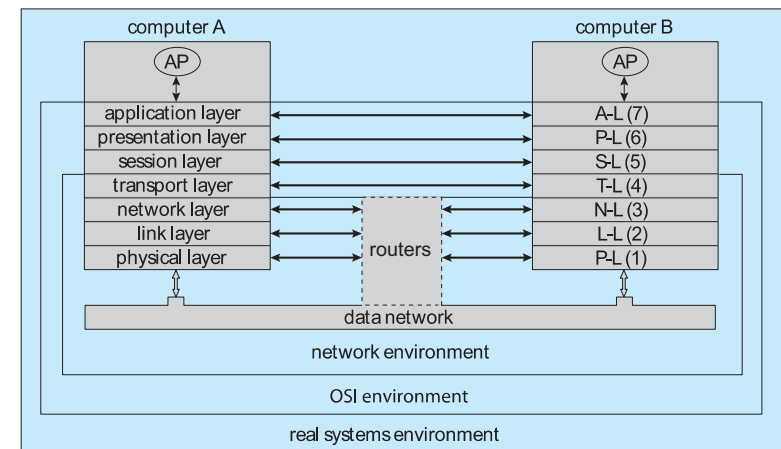 computer A
computer B
AP
AP
application layer
A-L (7)
presentation layer
P-L (6)
session layer
S-L (5)
transport layer
T-L (4)
network layer
N-L (3)
link layer
L-L (2)
physical layer
P-L (1)
routers
data network
network environment
OSI environment
real systems environment